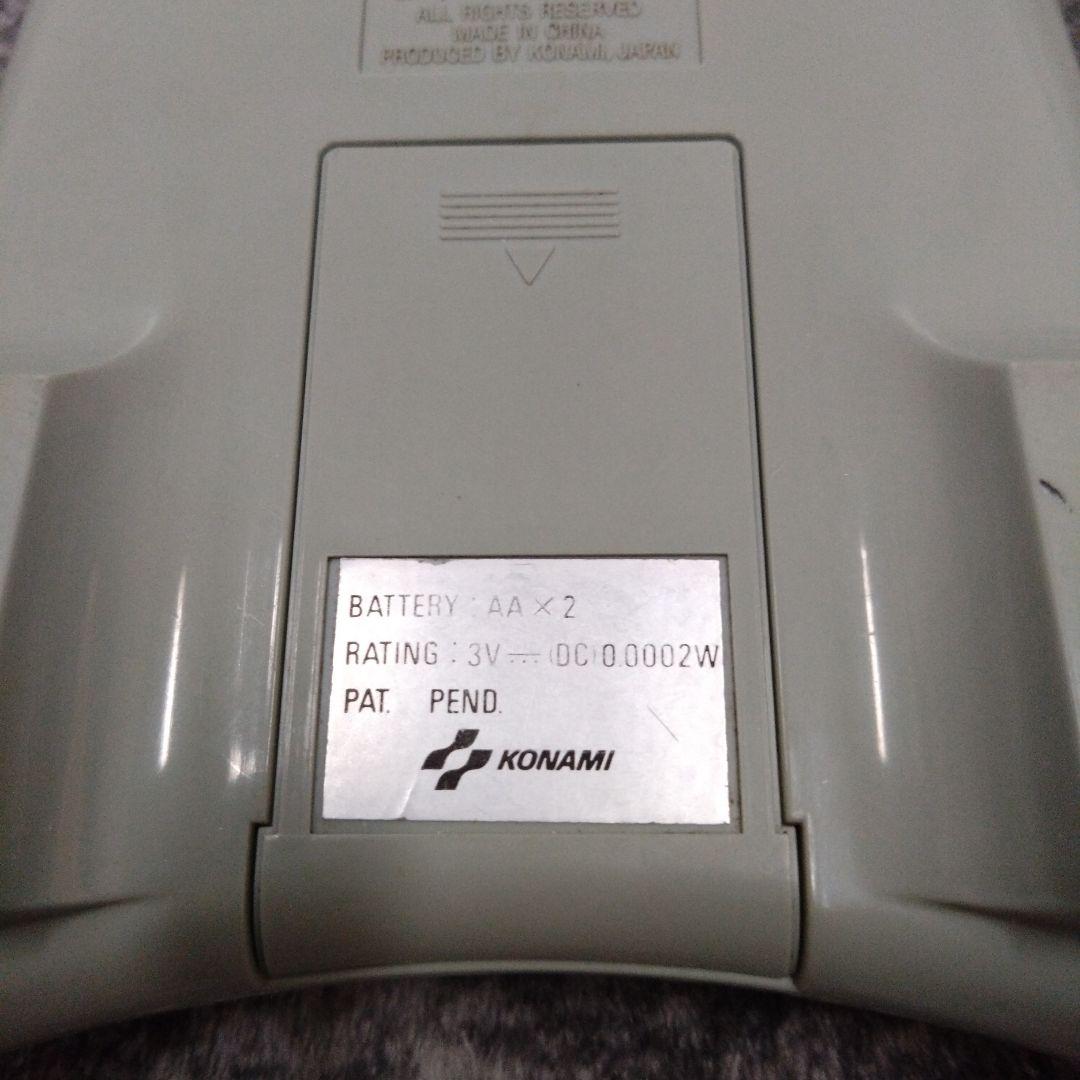 ALL RIGHTS RESERVED
MADE IN CHINA
PRODUCED BY KONAMI, JAPAN
BATTERY : AA × 2
RATING : 3V ⎓ (DC) 0.0002W
PAT. PEND.
KONAMI